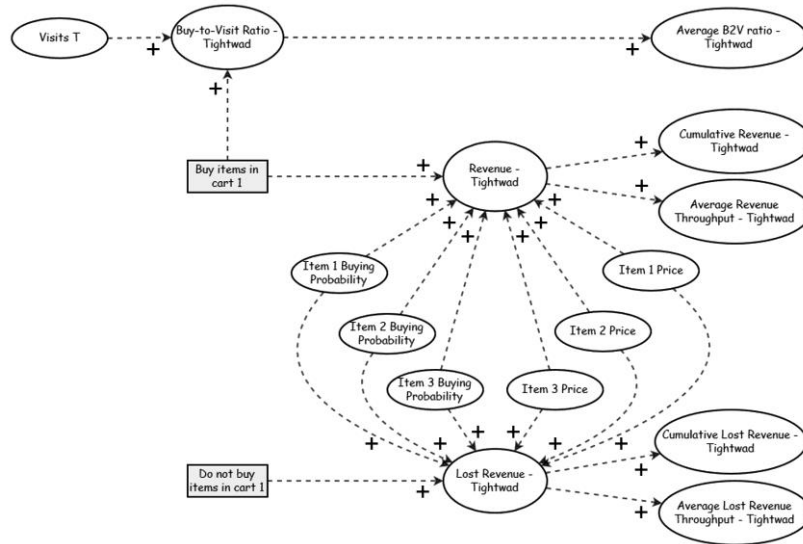 Visits T
+
Buy-to-Visit Ratio -
Tightwad
+
Average B2V ratio -
Tightwad
+
Buy items in
cart 1
+
Revenue -
Tightwad
+
Cumulative Revenue -
Tightwad
+
Average Revenue
Throughput - Tightwad
+
+
+
+
+
+
Item 1 Buying
Probability
Item 1 Price
Item 2 Buying
Probability
Item 2 Price
Item 3 Buying
Probability
Item 3 Price
+
+
+
+
+
+
Do not buy
items in cart 1
+
Lost Revenue -
Tightwad
+
Cumulative Lost Revenue -
Tightwad
+
Average Lost Revenue
Throughput - Tightwad